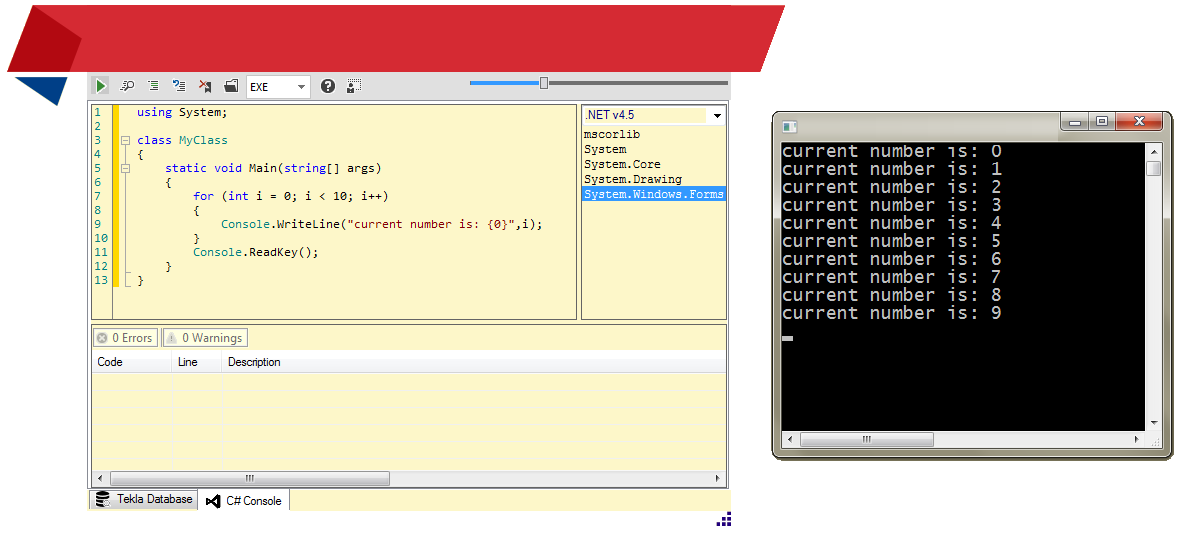 EXE
1 using System;
2
3 class MyClass
4 {
5 static void Main(string[] args)
6 {
7 for (int i = 0; i < 10; i++)
8 {
9 Console.WriteLine("current number is: {0}",i);
10 }
11 Console.ReadKey();
12 }
13 }
.NET v4.5
mscorlib
System
System.Core
System.Drawing
System.Windows.Forms
0 Errors 0 Warnings
Code Line Description
Tekla Database C# Console
current number is: 0
current number is: 1
current number is: 2
current number is: 3
current number is: 4
current number is: 5
current number is: 6
current number is: 7
current number is: 8
current number is: 9